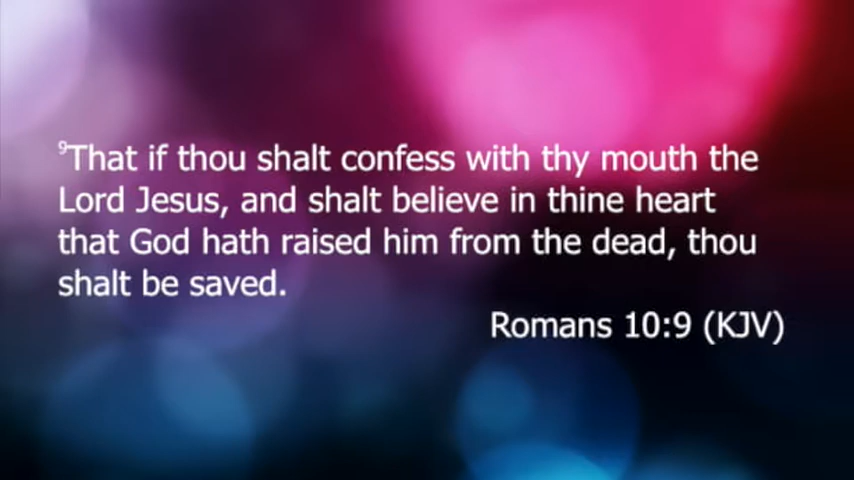 ⁹That if thou shalt confess with thy mouth the
Lord Jesus, and shalt believe in thine heart
that God hath raised him from the dead, thou
shalt be saved.
Romans 10:9 (KJV)